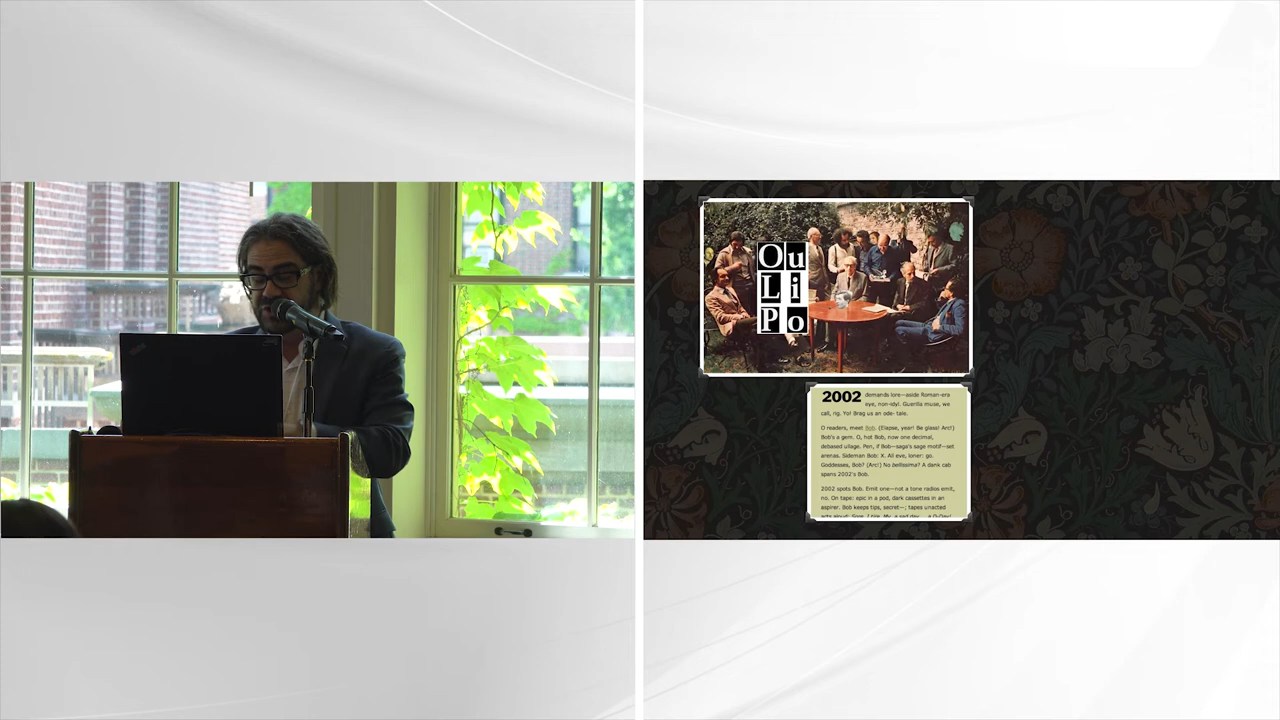 Ou
Li
Po
2002 demands lore—aside Roman-era
eye, non-idyl. Guerilla muse, we
call, rig. Yo! Brag us an ode- tale.
O readers, meet Bob. (Elapse, year! Be glass! Arc!)
Bob's a gem. O, hot Bob, now one decimal,
debased ullage. Pen, if Bob—saga's sage motif—set
arenas. Sideman Bob: X. All eve, loner: go.
Goddesses, Bob? (Arc!) No bellissima? A dank cab
spans 2002's Bob.
2002 spots Bob. Emit one—not a tone radios emit,
no. On tape: epic in a pod, dark cassettes in an
espirer. Bob keeps tips, secret—; tapes unacted